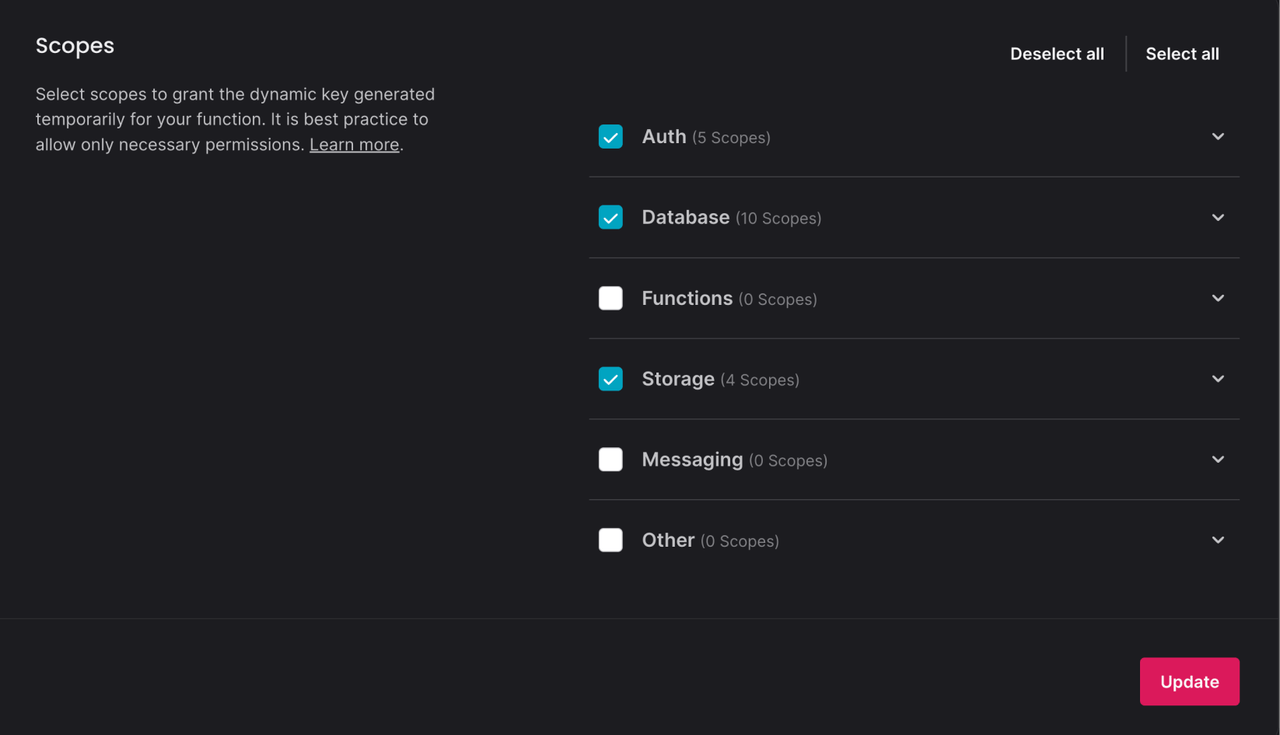 Scopes
Select scopes to grant the dynamic key generated
temporarily for your function. It is best practice to
allow only necessary permissions. Learn more.
Deselect all
Select all
Auth (5 Scopes)
Database (10 Scopes)
Functions (0 Scopes)
Storage (4 Scopes)
Messaging (0 Scopes)
Other (0 Scopes)
Update